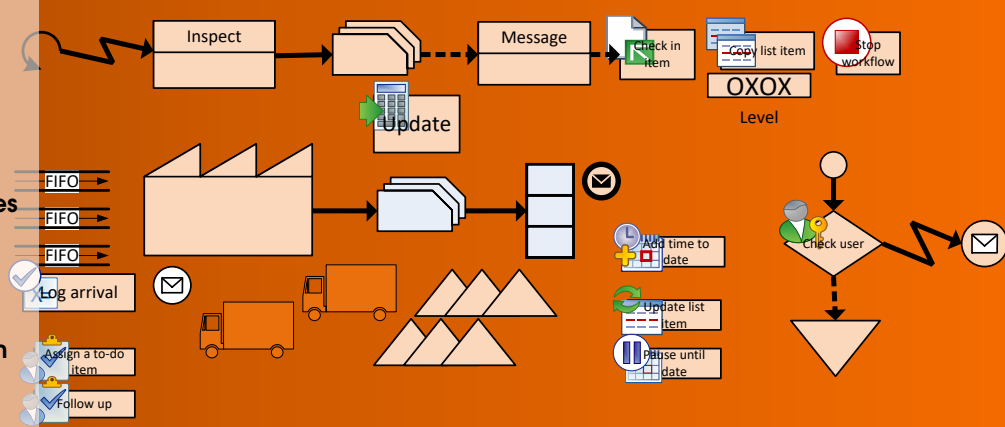 Inspect
Message
Check in
item
Copy list item
Stop
workflow
OXOX
Level
Update
FIFO
es
FIFO
FIFO
Check user
Add time to
date
Log arrival
Update list
item
n
Assign a to-do
item
Pause until
date
Follow up